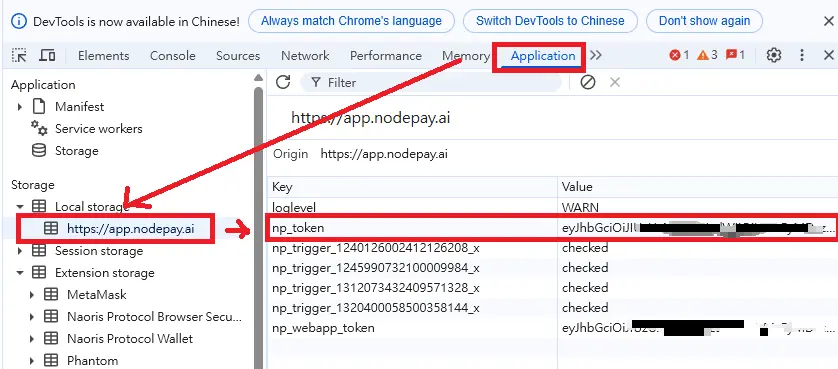 DevTools is now available in Chinese!
Always match Chrome's language
Switch DevTools to Chinese
Don't show again
Elements
Console
Sources
Network
Performance
Memory
Application
1
3
1
Application
Manifest
Service workers
Storage
Storage
Local storage
https://app.nodepay.ai
Session storage
Extension storage
MetaMask
Naoris Protocol Browser Secu...
Naoris Protocol Wallet
Phantom
Filter
https://app.nodepay.ai
Origin https://app.nodepay.ai
Key Value
loglevel WARN
np_token
np_trigger_1240126002412126208_x checked
np_trigger_1245990732100009984_x checked
np_trigger_1312073432409571328_x checked
np_trigger_1320400058500358144_x checked
np_webapp_token